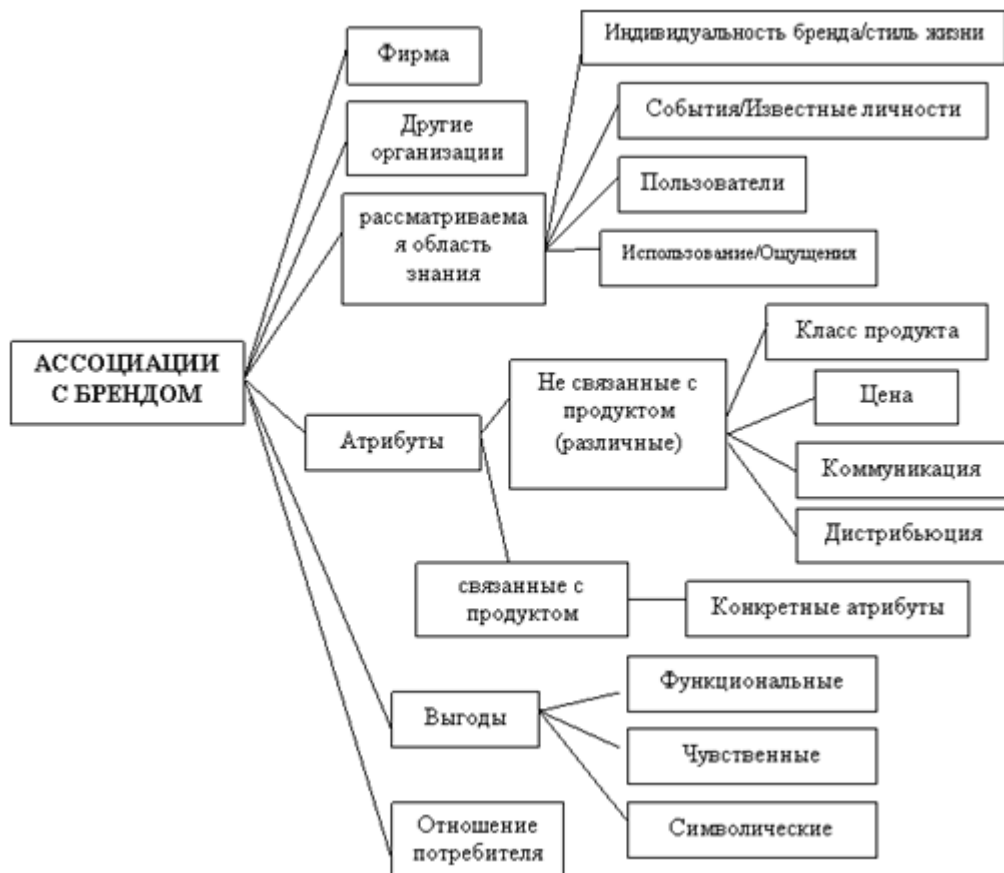 Индивидуальность бренда/стиль жизни
Фирма
События/Известные личности
Другие
организации
Пользователи
рассматриваема
я область
знания
Использование/Ощущения
АССОЦИАЦИИ
С БРЕНДОМ
Класс продукта
Не связанные с
продуктом
(различные)
Цена
Атрибуты
Коммуникация
Дистрибьюция
связанные с
продуктом
Конкретные атрибуты
Функциональные
Выгоды
Чувственные
Символические
Отношение
потребителя